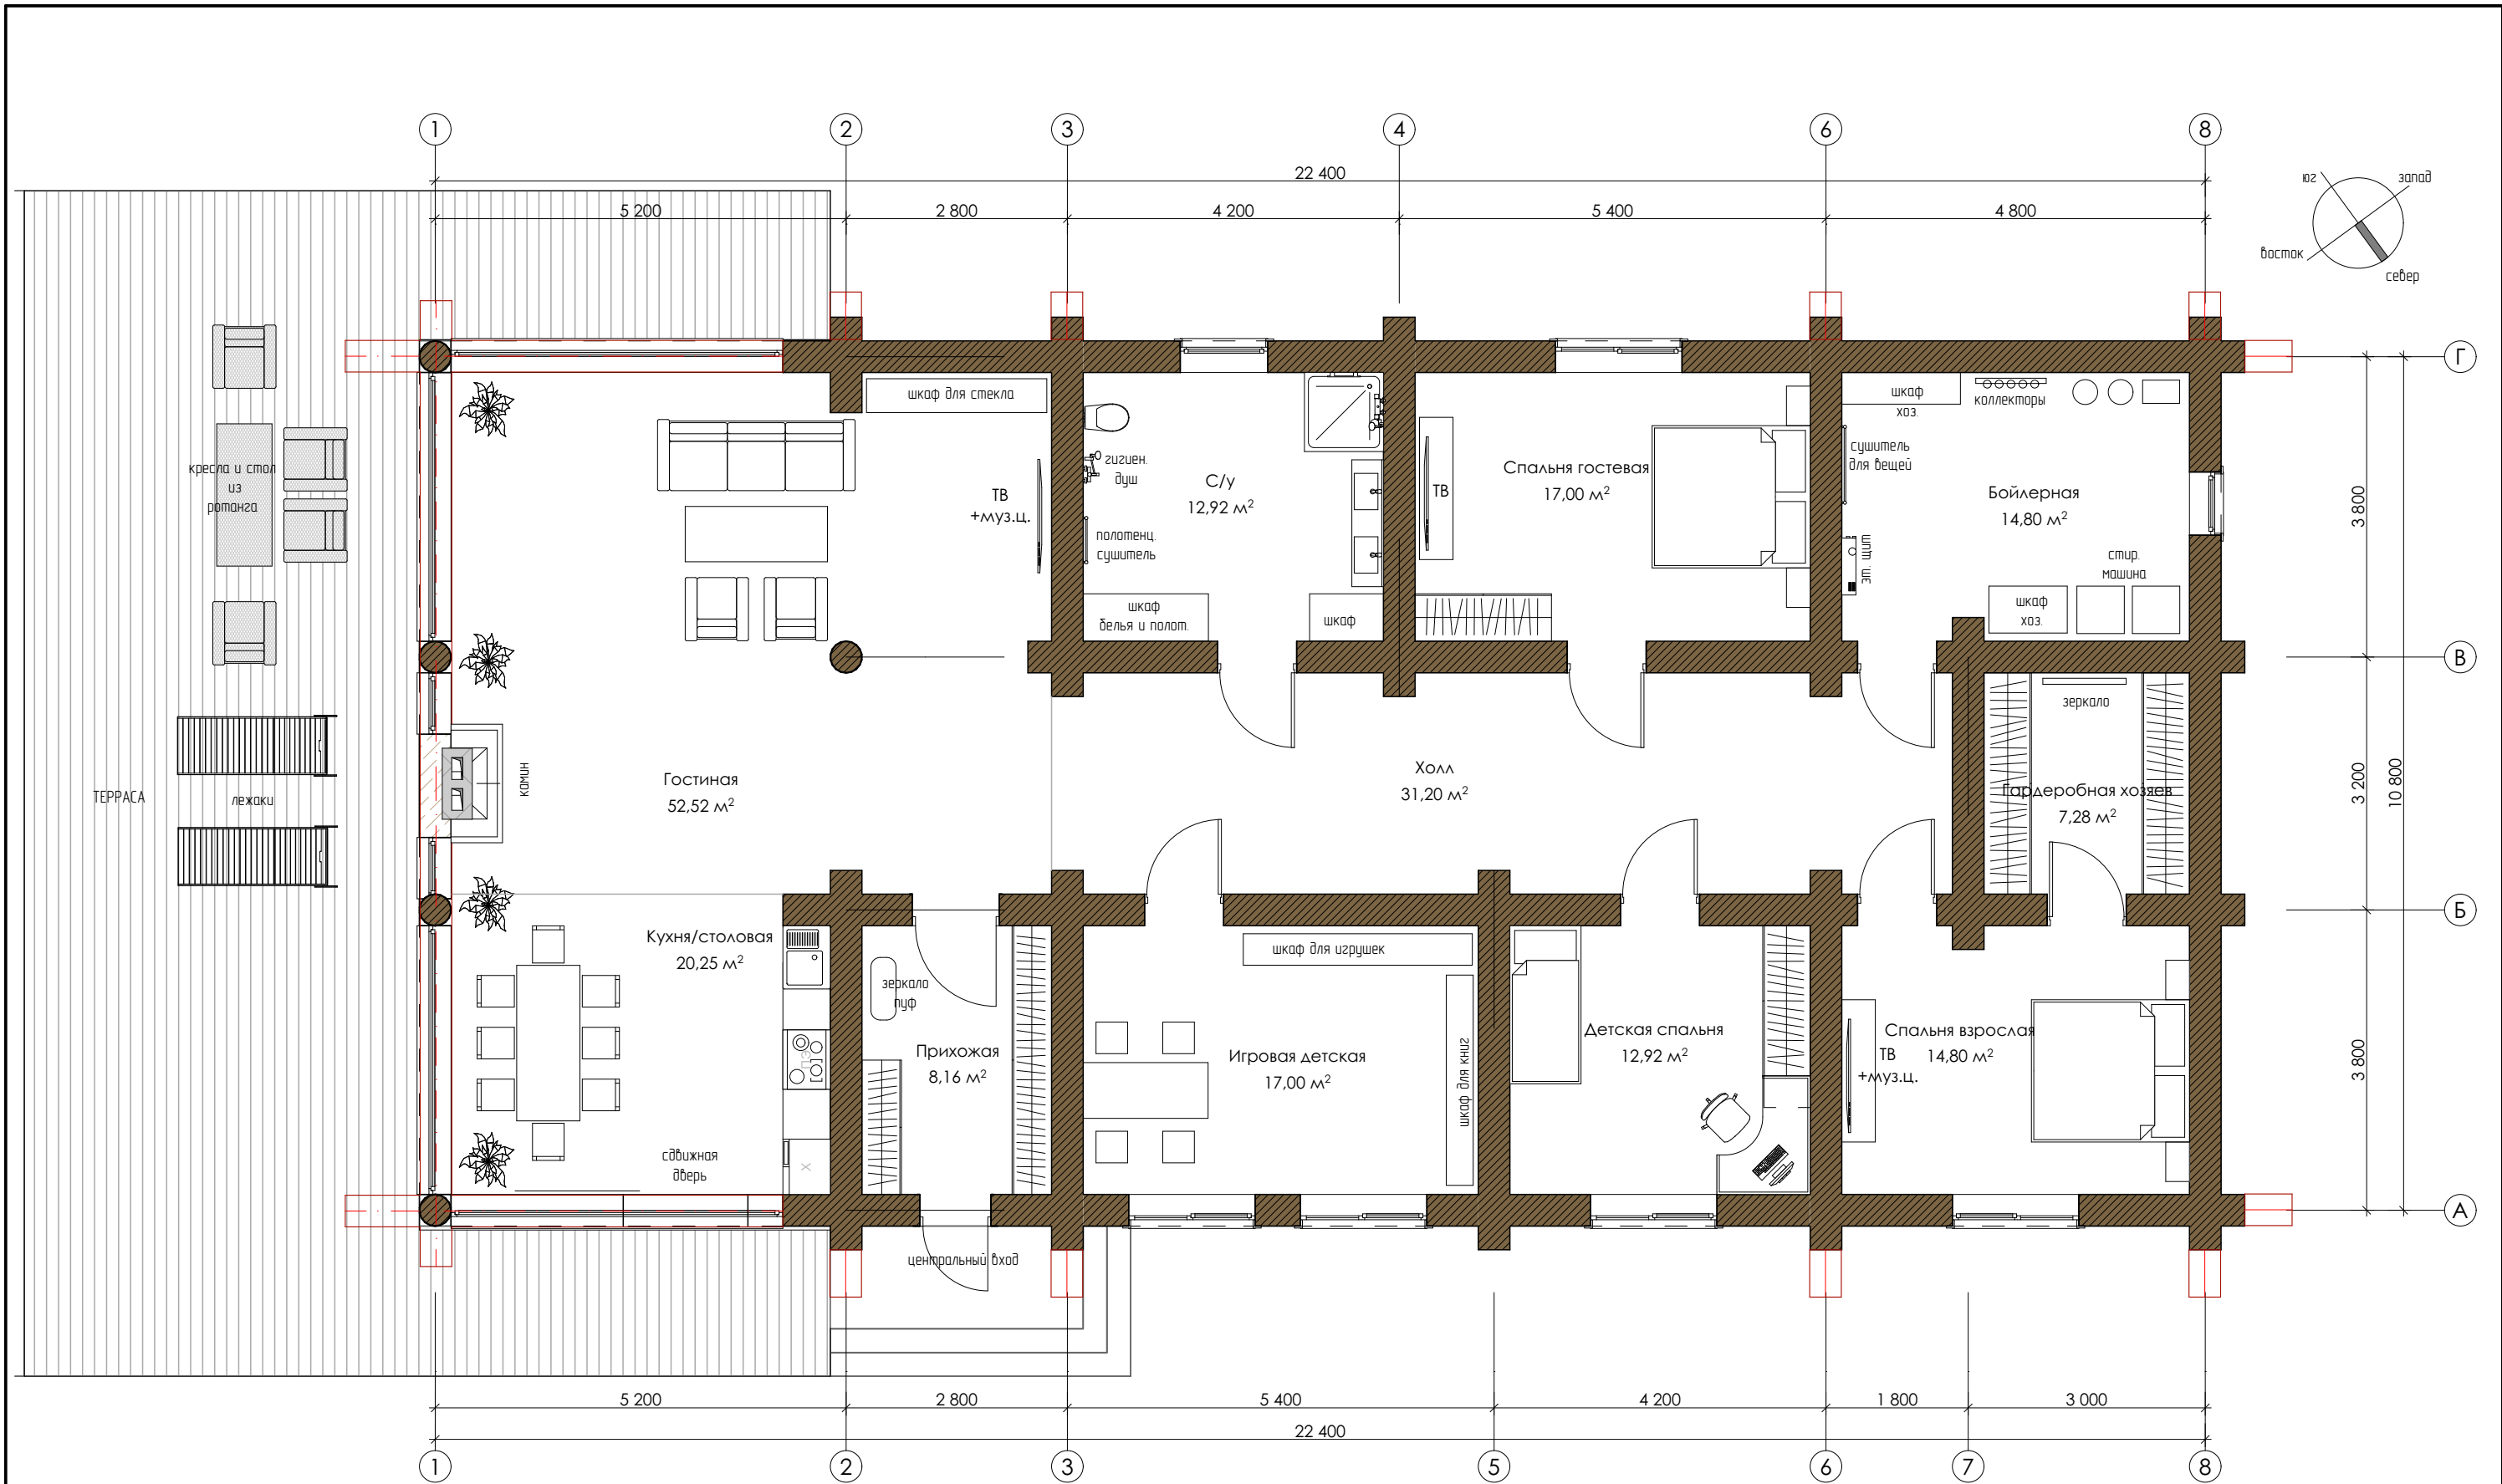 1
2
3
4
6
8
22 400
5 200
2 800
4 200
5 400
4 800
юг
запад
восток
север
Г
В
Б
А
3 800
3 200
3 800
10 800
кресла и стол
из
ротанга
ТЕРРАСА
лежаки
шкаф для стекла
ТВ
+муз.ц.
камин
Гостиная
52,52 м²
гигиен.
душ
С/у
12,92 м²
полотенц.
сушитель
шкаф
белья и полот.
шкаф
ТВ
Спальня гостевая
17,00 м²
шкаф
хоз.
коллекторы
сушитель
для вещей
Бойлерная
14,80 м²
эт. щит
стир.
машина
шкаф
хоз.
Холл
31,20 м²
зеркало
Гардеробная хозяев
7,28 м²
Кухня/столовая
20,25 м²
сдвижная
дверь
Х
зеркало
пуф
Прихожая
8,16 м²
центральный вход
шкаф для игрушек
Игровая детская
17,00 м²
шкаф для книг
Детская спальня
12,92 м²
Спальня взрослая
14,80 м²
ТВ
+муз.ц.
5 200
2 800
5 400
4 200
1 800
3 000
22 400
1
2
3
5
6
7
8